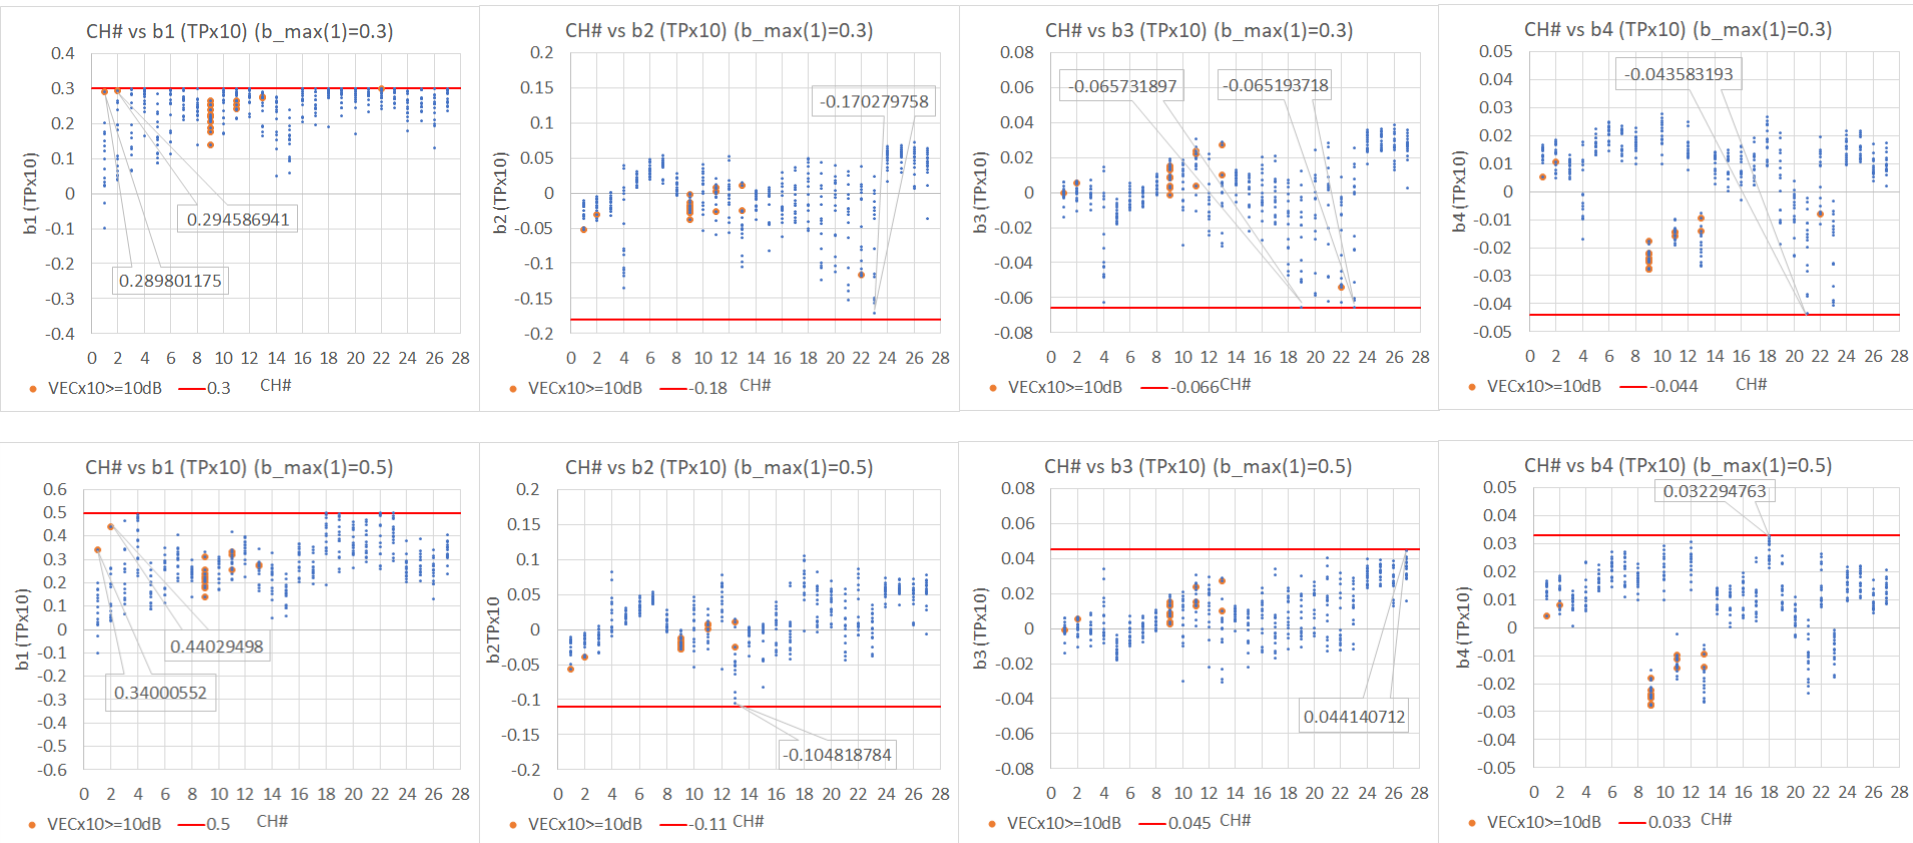 CH# vs b1 (TPx10) (b_max(1)=0.3)
0.4
0.3
0.2
0.1
0
-0.1
-0.2
-0.3
-0.4
b1 (TPx10)
0.294586941
0.289801175
0 2 4 6 8 10 12 14 16 18 20 22 24 26 28
VECx10>=10dB 0.3 CH#
CH# vs b2 (TPx10) (b_max(1)=0.3)
0.2
0.15
0.1
0.05
0
-0.05
-0.1
-0.15
-0.2
b2 (TPx10)
-0.170279758
0 2 4 6 8 10 12 14 16 18 20 22 24 26 28
VECx10>=10dB -0.18 CH#
CH# vs b3 (TPx10) (b_max(1)=0.3)
0.08
0.06
0.04
0.02
0
-0.02
-0.04
-0.06
-0.08
b3 (TPx10)
-0.065731897
-0.065193718
0 2 4 6 8 10 12 14 16 18 20 22 24 26 28
VECx10>=10dB -0.066 CH#
CH# vs b4 (TPx10) (b_max(1)=0.3)
0.05
0.04
0.03
0.02
0.01
0
-0.01
-0.02
-0.03
-0.04
-0.05
b4 (TPx10)
-0.043583193
0 2 4 6 8 10 12 14 16 18 20 22 24 26 28
VECx10>=10dB -0.044 CH#
CH# vs b1 (TPx10) (b_max(1)=0.5)
0.6
0.5
0.4
0.3
0.2
0.1
0
-0.1
-0.2
-0.3
-0.4
-0.5
-0.6
b1 (TPx10)
0.44029498
0.34000552
0 2 4 6 8 10 12 14 16 18 20 22 24 26 28
VECx10>=10dB 0.5 CH#
CH# vs b2 (TPx10) (b_max(1)=0.5)
0.2
0.15
0.1
0.05
0
-0.05
-0.1
-0.15
-0.2
b2TPx10
-0.104818784
0 2 4 6 8 10 12 14 16 18 20 22 24 26 28
VECx10>=10dB -0.11 CH#
CH# vs b3 (TPx10) (b_max(1)=0.5)
0.08
0.06
0.04
0.02
0
-0.02
-0.04
-0.06
-0.08
b3 (TPx10)
0.044140712
0 2 4 6 8 10 12 14 16 18 20 22 24 26 28
VECx10>=10dB 0.045 CH#
CH# vs b4 (TPx10) (b_max(1)=0.5)
0.05
0.04
0.03
0.02
0.01
0
-0.01
-0.02
-0.03
-0.04
-0.05
b4 (TPx10)
0.032294763
0 2 4 6 8 10 12 14 16 18 20 22 24 26 28
VECx10>=10dB 0.033 CH#